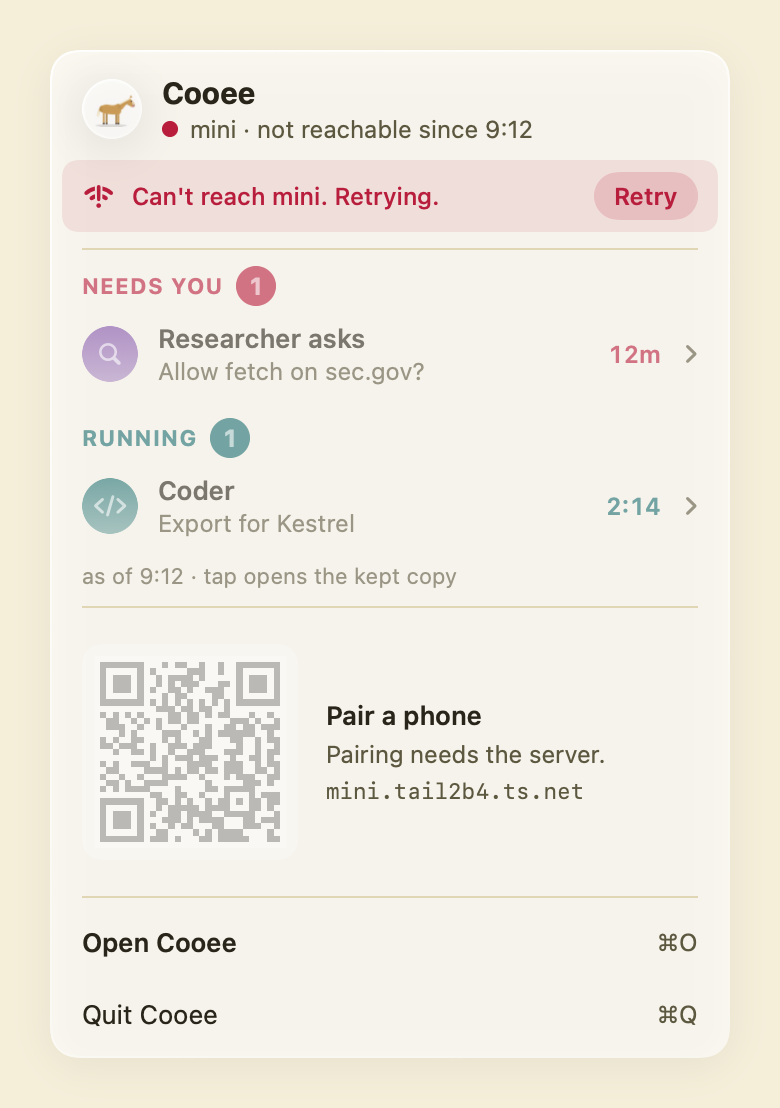 Cooee
mini · not reachable since 9:12
Can't reach mini. Retrying.
Retry
NEEDS YOU 1
Researcher asks
Allow fetch on sec.gov?
12m
RUNNING 1
Coder
Export for Kestrel
2:14
as of 9:12 · tap opens the kept copy
Pair a phone
Pairing needs the server.
mini.tail2b4.ts.net
Open Cooee ⌘O
Quit Cooee ⌘Q